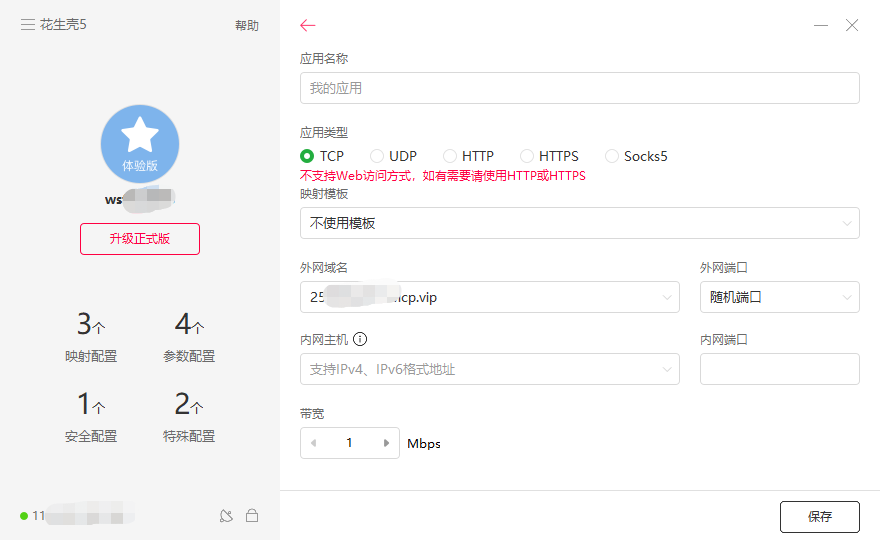 花生壳5
帮助
体验版
ws
升级正式版
3个 4个
映射配置 参数配置
1个 2个
安全配置 特殊配置
11
应用名称
我的应用
应用类型
TCP UDP HTTP HTTPS Socks5
不支持Web访问方式，如有需要请使用HTTP或HTTPS
映射模板
不使用模板
外网域名 外网端口
25 icp.vip 随机端口
内网主机 内网端口
支持IPv4、IPv6格式地址
带宽
1 Mbps
保存